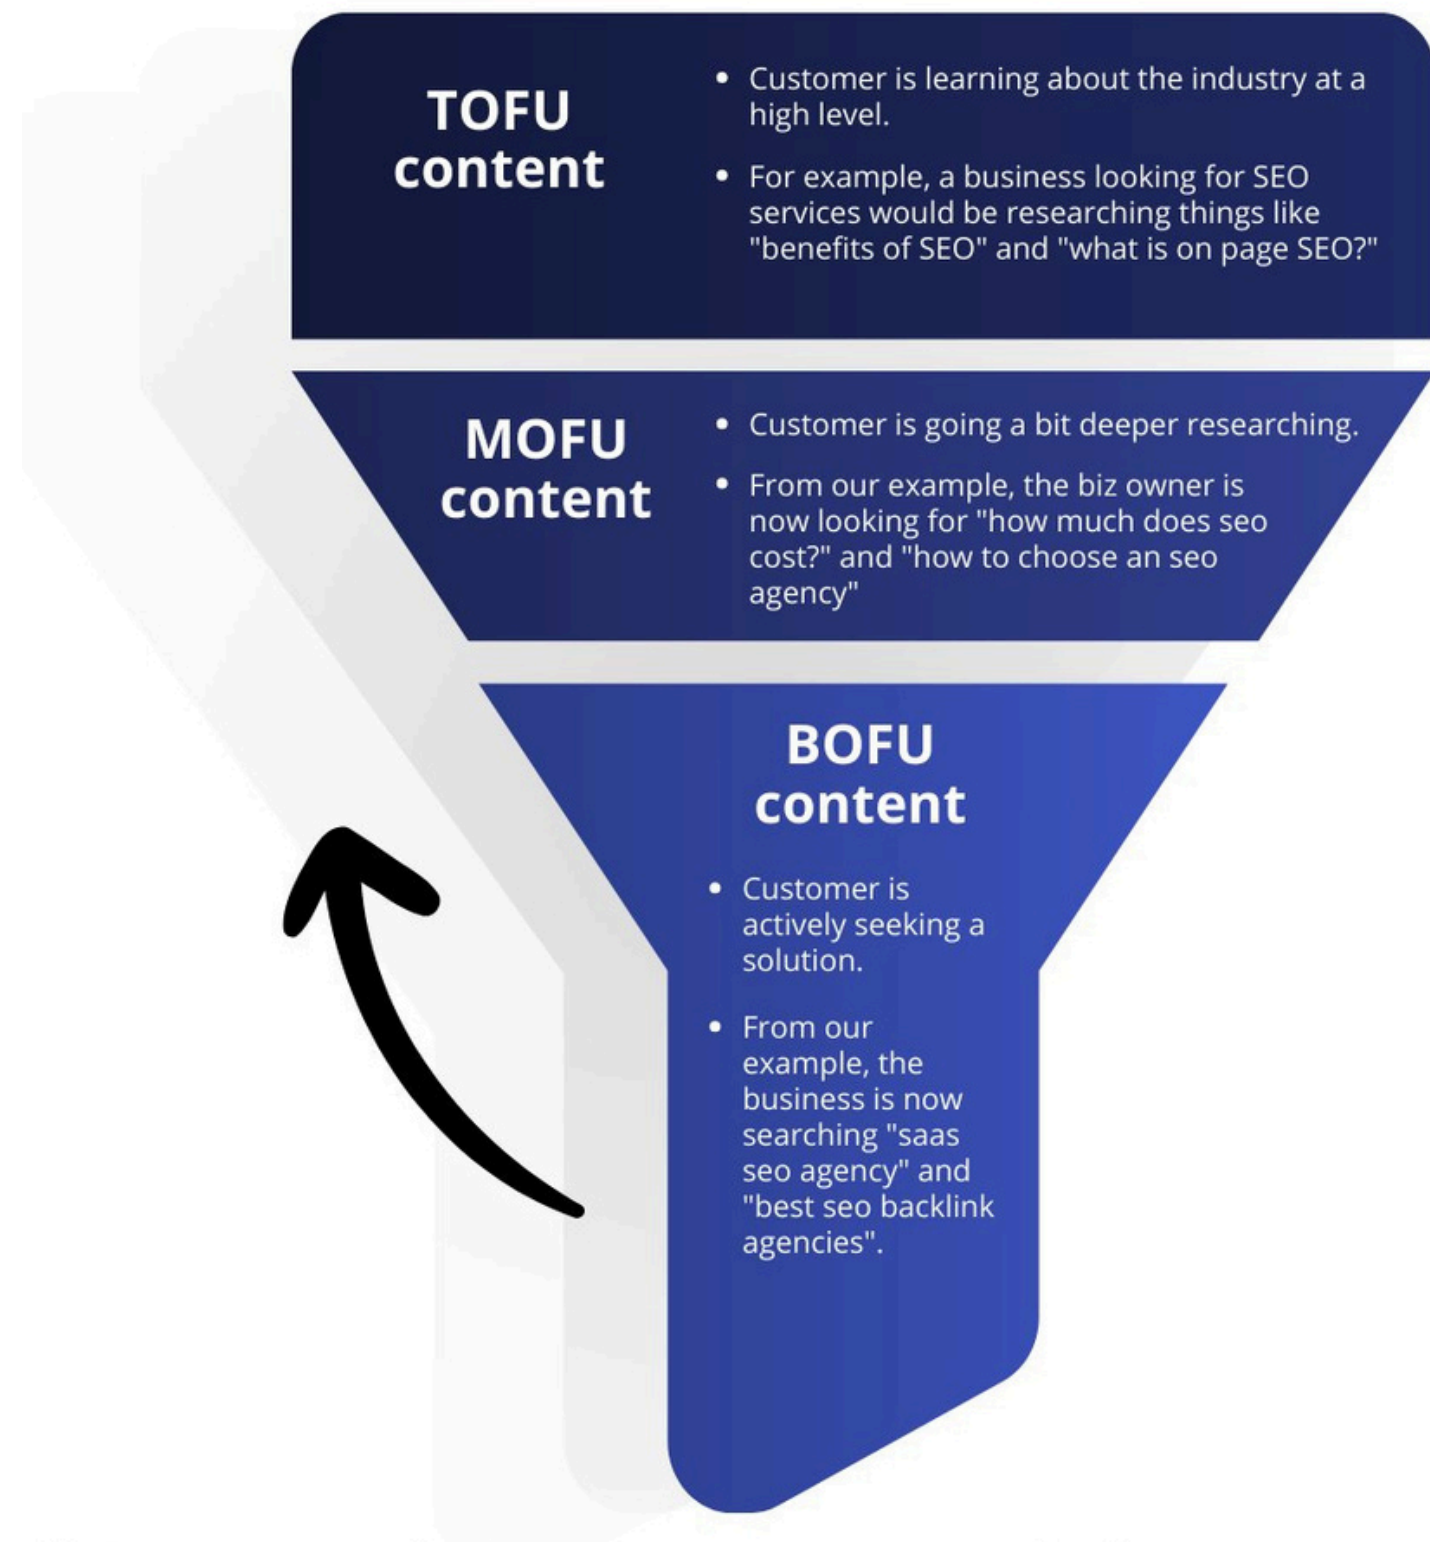 TOFU
content
• Customer is learning about the industry at a
high level.
• For example, a business looking for SEO
services would be researching things like
"benefits of SEO" and "what is on page SEO?"
MOFU
content
• Customer is going a bit deeper researching.
• From our example, the biz owner is
now looking for "how much does seo
cost?" and "how to choose an seo
agency"
BOFU
content
• Customer is
actively seeking a
solution.
• From our
example, the
business is now
searching "saas
seo agency" and
"best seo backlink
agencies".